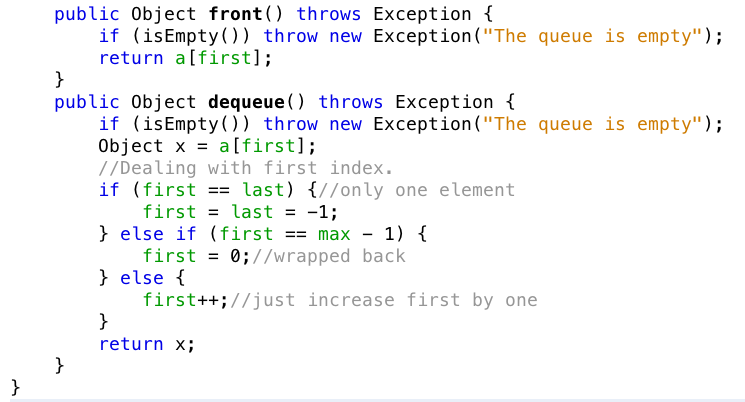 public Object front() throws Exception {
        if (isEmpty()) throw new Exception("The queue is empty");
        return a[first];
    }
    public Object dequeue() throws Exception {
        if (isEmpty()) throw new Exception("The queue is empty");
        Object x = a[first];
        //Dealing with first index.
        if (first == last) {//only one element
            first = last = -1;
        } else if (first == max - 1) {
            first = 0;//wrapped back
        } else {
            first++;//just increase first by one
        }
        return x;
    }
}